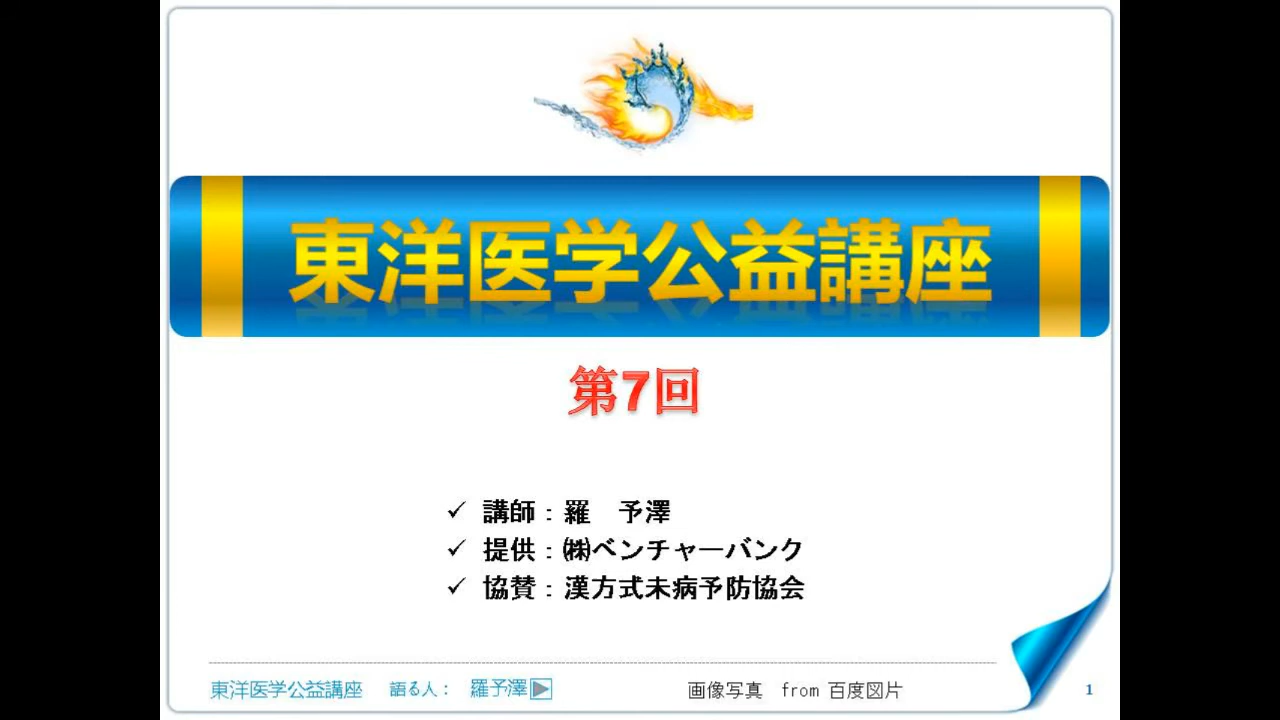 東洋医学公益講座
第7回
✓ 講師：羅　予澤
✓ 提供：㈱ベンチャーバンク
✓ 協賛：漢方式未病予防協会
東洋医学公益講座　語る人：　羅予澤　画像写真　from 百度図片　1